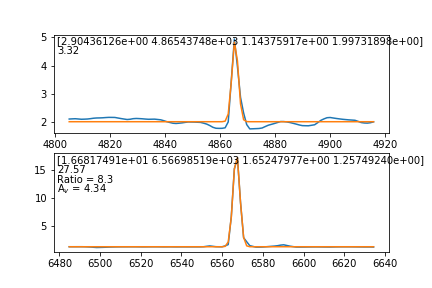 [2.90436126e+00 4.86543748e+03 1.14375917e+00 1.99731898e+00]
3.32
5
4
3
2
4800 4820 4840 4860 4880 4900 4920
[1.66817491e+01 6.56698519e+03 1.65247977e+00 1.25749240e+00]
27.57
Ratio = 8.3
Av = 4.34
15
10
5
6480 6500 6520 6540 6560 6580 6600 6620 6640